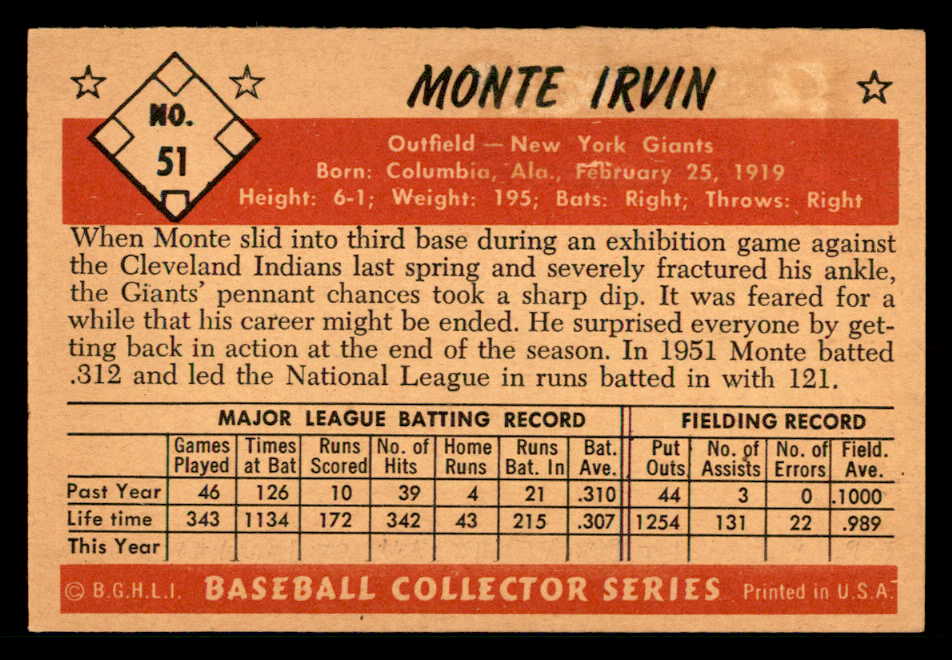 MONTE IRVIN
NO.
51
Outfield — New York Giants
Born: Columbia, Ala., February 25, 1919
Height: 6-1; Weight: 195; Bats: Right; Throws: Right
When Monte slid into third base during an exhibition game against
the Cleveland Indians last spring and severely fractured his ankle,
the Giants' pennant chances took a sharp dip. It was feared for a
while that his career might be ended. He surprised everyone by get-
ting back in action at the end of the season. In 1951 Monte batted
.312 and led the National League in runs batted in with 121.
MAJOR LEAGUE BATTING RECORD FIELDING RECORD
Games Times Runs No. of Home Runs Bat. Put No. of No. of Field.
Played at Bat Scored Hits Runs Bat. In Ave. Outs Assists Errors Ave.
Past Year 46 126 10 39 4 21 .310 44 3 0 .1000
Life time 343 1134 172 342 43 215 .307 1254 131 22 .989
This Year
© B.G.H.L.I. BASEBALL COLLECTOR SERIES Printed in U.S.A.